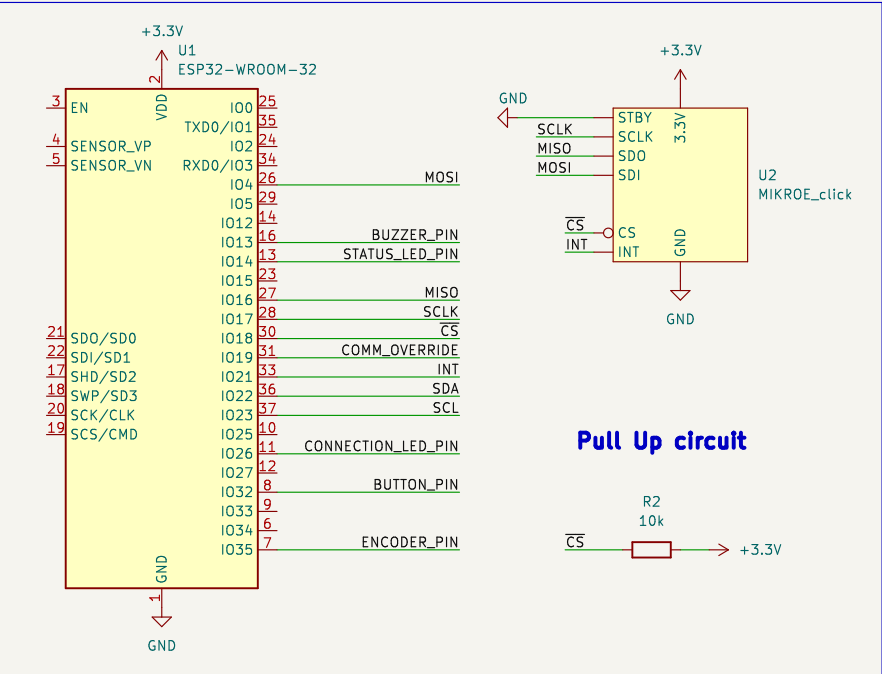 +3.3V
U1
ESP32-WROOM-32
2
VDD
3 EN
4 SENSOR_VP
5 SENSOR_VN
21 SDO/SD0
22 SDI/SD1
17 SHD/SD2
18 SWP/SD3
20 SCK/CLK
19 SCS/CMD
IO0 25
TXD0/IO1 35
IO2 24
RXD0/IO3 34
IO4 26 MOSI
IO5 29
IO12 14
IO13 16 BUZZER_PIN
IO14 13 STATUS_LED_PIN
IO15 23
IO16 27 MISO
IO17 28 SCLK
IO18 30 CS
IO19 31 COMM_OVERRIDE
IO21 33 INT
IO22 36 SDA
IO23 37 SCL
IO25 10
IO26 11 CONNECTION_LED_PIN
IO27 12
IO32 8 BUTTON_PIN
IO33 9
IO34 6
IO35 7 ENCODER_PIN
GND
1
GND
+3.3V
3.3V
GND STBY
SCLK SCLK
MISO SDO
MOSI SDI
CS CS
INT INT
GND
GND
U2
MIKROE_click
Pull Up circuit
R2
10k
CS +3.3V